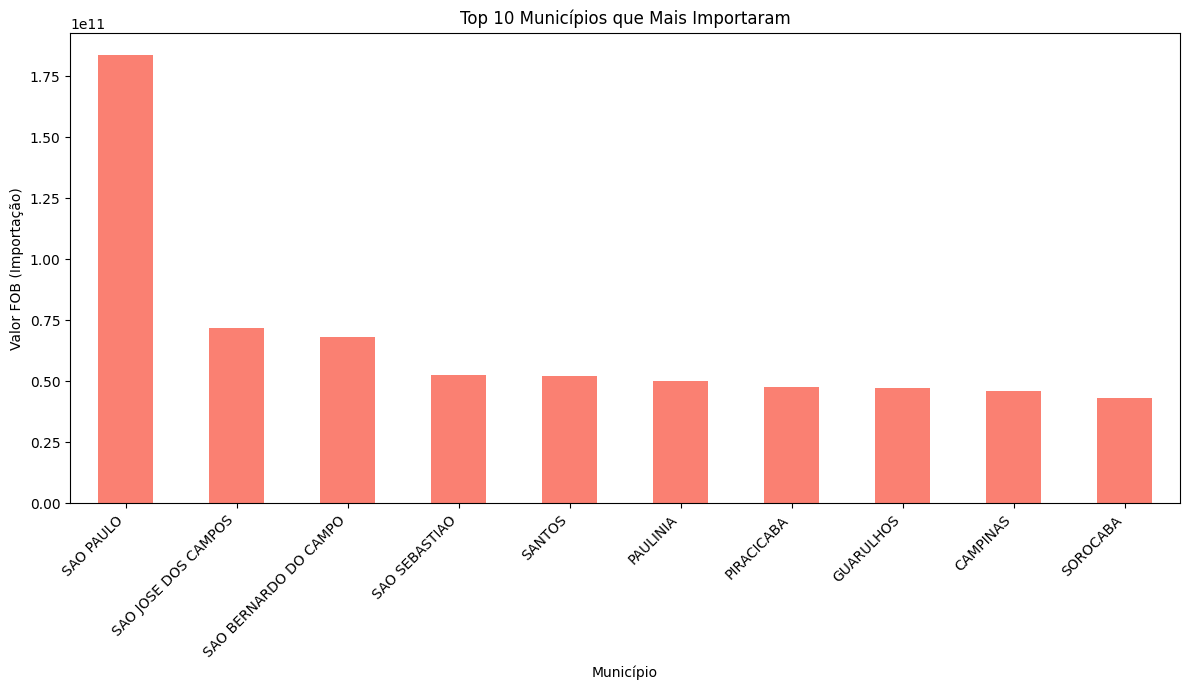 Top 10 Municípios que Mais Importaram
1e11
Valor FOB (Importação)
1.75
1.50
1.25
1.00
0.75
0.50
0.25
0.00
SAO PAULO
SAO JOSE DOS CAMPOS
SAO BERNARDO DO CAMPO
SAO SEBASTIAO
SANTOS
PAULINIA
PIRACICABA
GUARULHOS
CAMPINAS
SOROCABA
Município